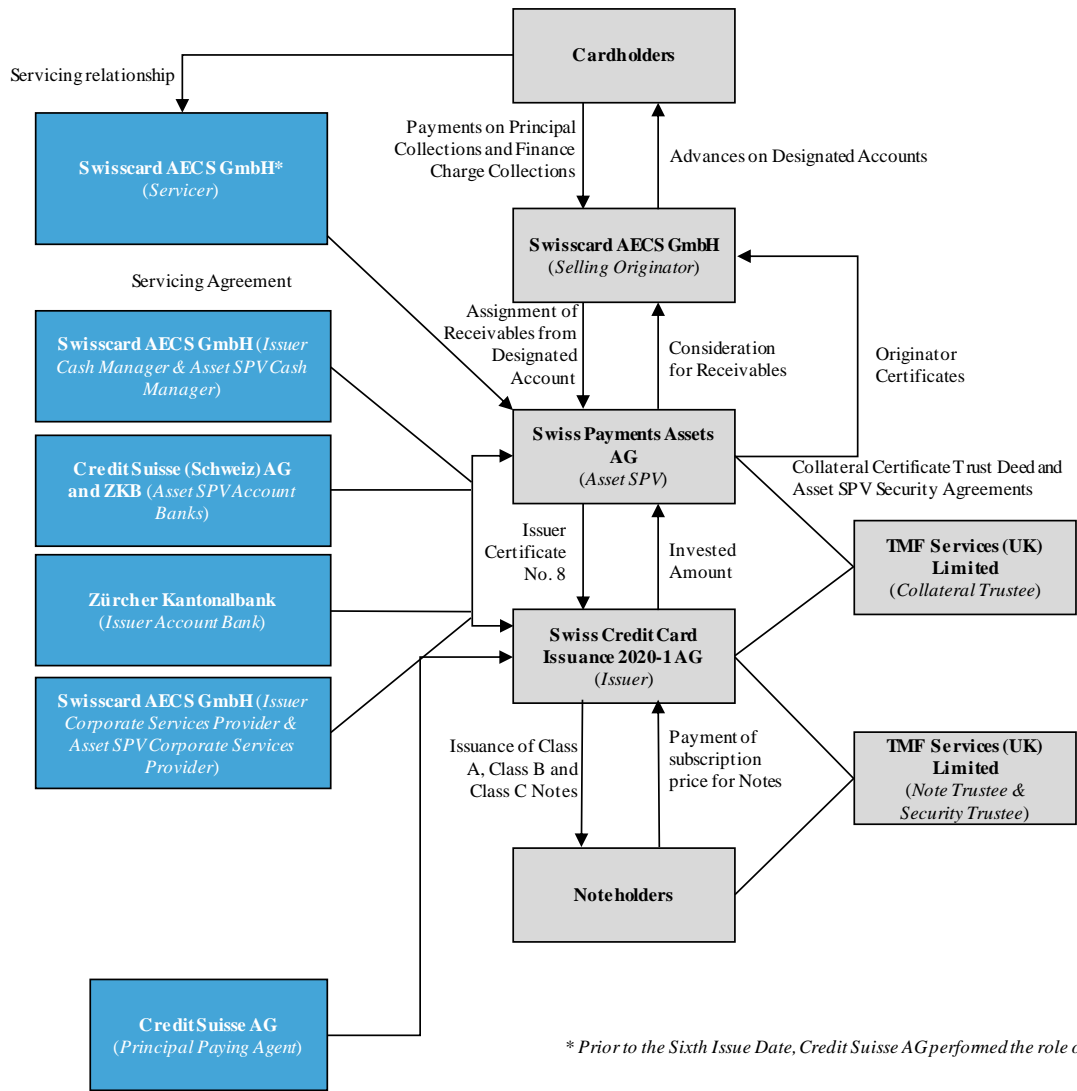 Cardholders
Servicing relationship
Payments on Principal
Collections and Finance
Charge Collections
Advances on Designated Accounts
Swisscard AECS GmbH*
(Servicer)
Swisscard AECS GmbH
(Selling Originator)
Servicing Agreement
Assignment of
Receivables from
Designated
Account
Consideration
for Receivables
Originator
Certificates
Swisscard AECS GmbH (Issuer
Cash Manager & Asset SPV Cash
Manager)
Swiss Payments Assets
AG
(Asset SPV)
Credit Suisse (Schweiz) AG
and ZKB (Asset SPV Account
Banks)
Collateral Certificate Trust Deed and
Asset SPV Security Agreements
Issuer
Certificate
No. 8
Invested
Amount
TMF Services (UK)
Limited
(Collateral Trustee)
Zürcher Kantonalbank
(Issuer Account Bank)
Swiss Credit Card
Issuance 2020-1 AG
(Issuer)
Swisscard AECS GmbH (Issuer
Corporate Services Provider &
Asset SPV Corporate Services
Provider)
Issuance of Class
A, Class B and
Class C Notes
Payment of
subscription
price for Notes
TMF Services (UK)
Limited
(Note Trustee &
Security Trustee)
Noteholders
Credit Suisse AG
(Principal Paying Agent)
* Prior to the Sixth Issue Date, Credit Suisse AG performed the role